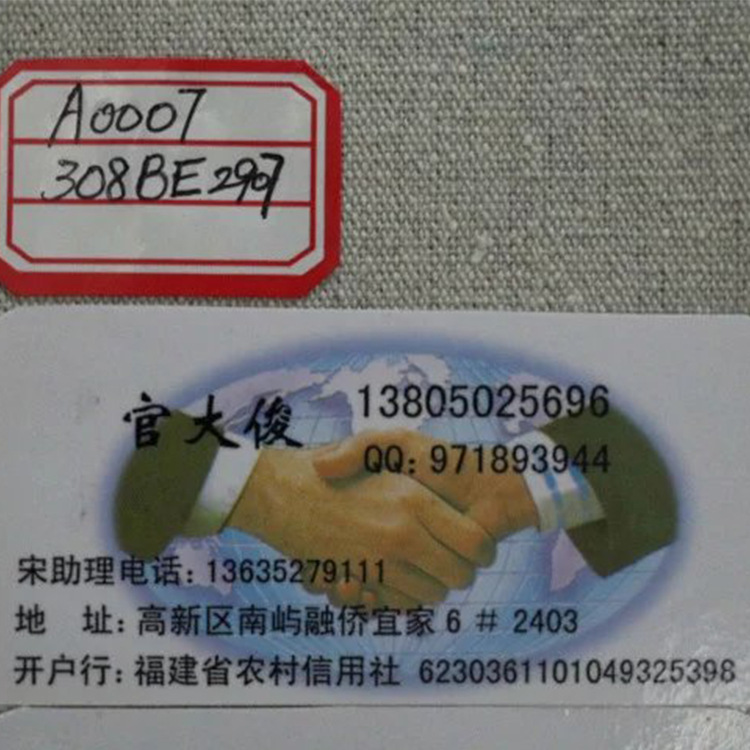 A0007
308BE2907
官大俊 13805025696
QQ: 971893944
宋助理电话: 13635279111
地 址: 高新区南屿融侨宜家 6 # 2403
开户行: 福建省农村信用社 6230361101049325398